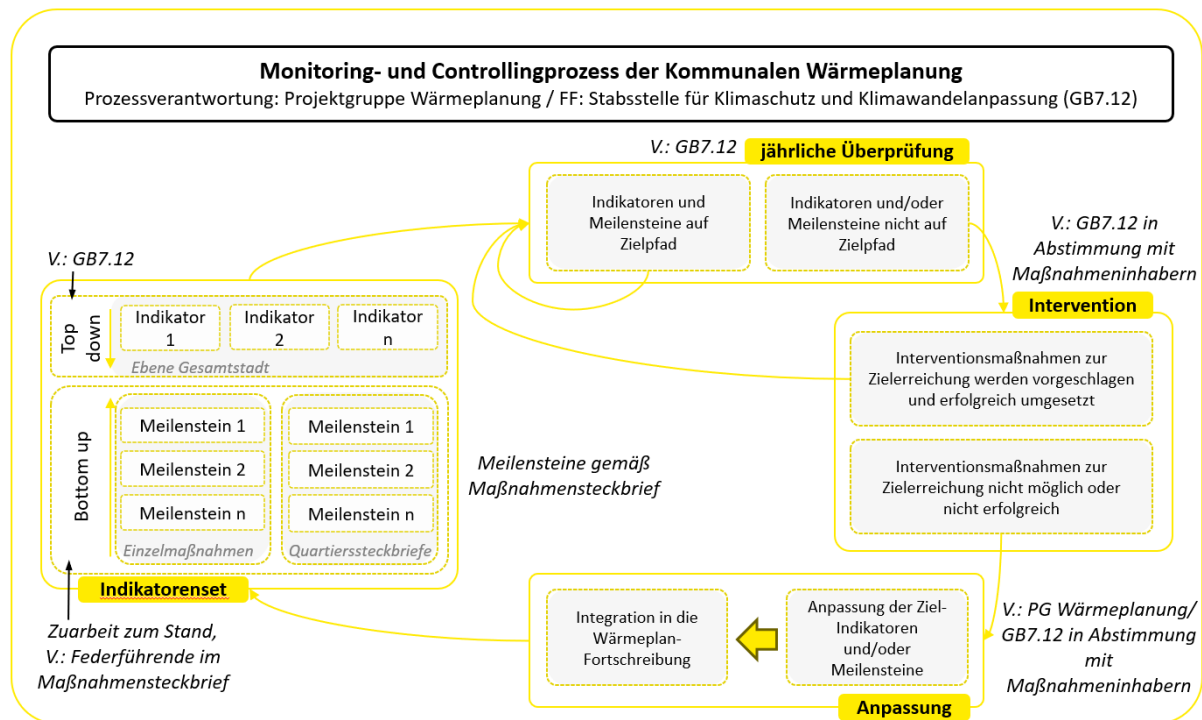 Monitoring- und Controllingprozess der Kommunalen Wärmeplanung
Prozessverantwortung: Projektgruppe Wärmeplanung / FF: Stabsstelle für Klimaschutz und Klimawandelanpassung (GB7.12)
V.: GB7.12
jährliche Überprüfung
Indikatoren und
Meilensteine auf
Zielpfad
Indikatoren und/oder
Meilensteine nicht auf
Zielpfad
V.: GB7.12 in
Abstimmung mit
Maßnahmeninhabern
Intervention
Interventionsmaßnahmen zur
Zielerreichung werden vorgeschlagen
und erfolgreich umgesetzt
Interventionsmaßnahmen zur
Zielerreichung nicht möglich oder
nicht erfolgreich
V.: PG Wärmeplanung/
GB7.12 in Abstimmung
mit
Maßnahmeninhabern
Anpassung der Ziel-
Indikatoren
und/oder
Meilensteine
Integration in die
Wärmeplan-
Fortschreibung
Anpassung
V.: GB7.12
Top
down
Indikator
1
Indikator
2
Indikator
n
Ebene Gesamtstadt
Bottom up
Meilenstein 1
Meilenstein 2
Meilenstein n
Einzelmaßnahmen
Meilenstein 1
Meilenstein 2
Meilenstein n
Quartierssteckbriefe
Indikatorenset
Meilensteine gemäß
Maßnahmensteckbrief
Zuarbeit zum Stand,
V.: Federführende im
Maßnahmensteckbrief